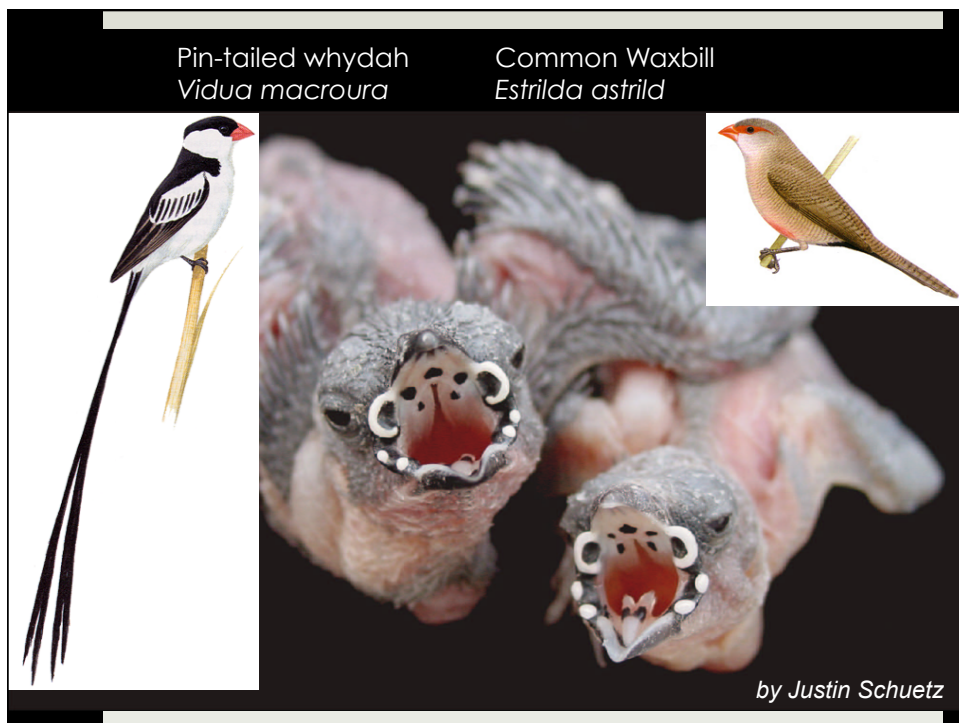 Pin-tailed whydah
Vidua macroura
Common Waxbill
Estrilda astrild
by Justin Schuetz